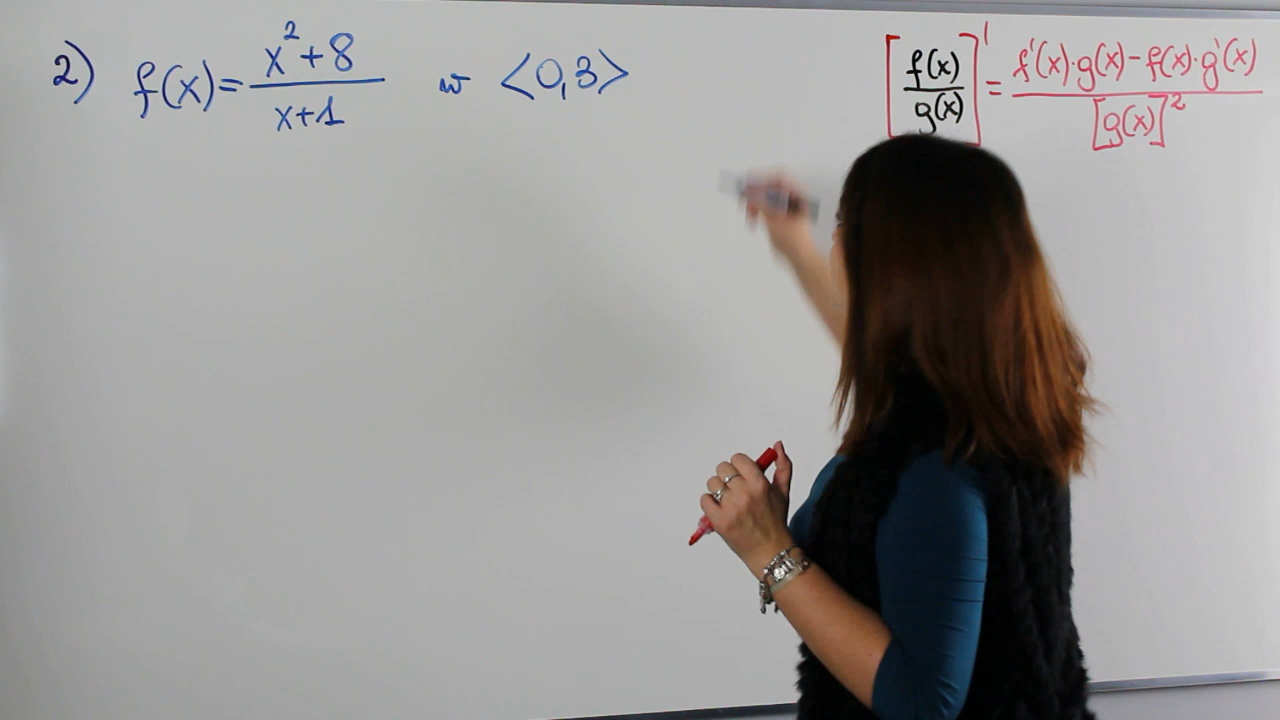 2) f(x) = (x² + 8)/(x + 1) w <0,3>
[f(x)/g(x)]' = (f'(x)·g(x) - f(x)·g'(x))/[g(x)]²